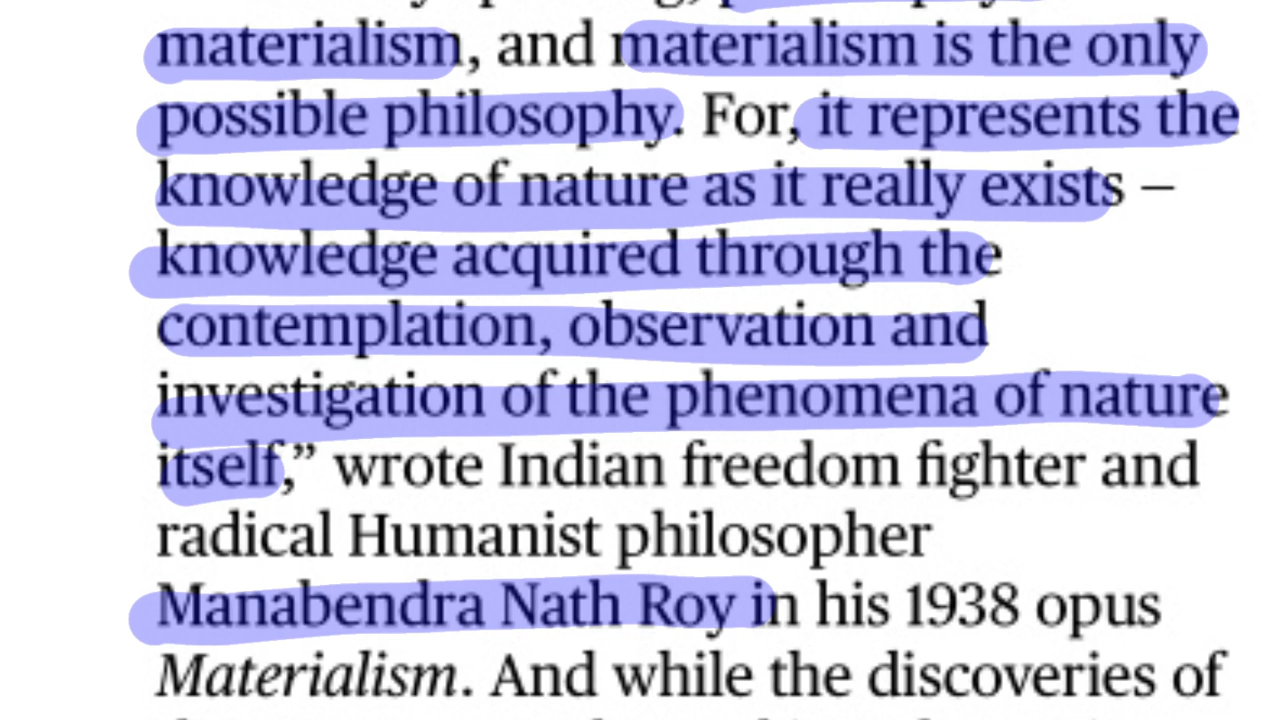 materialism, and materialism is the only
possible philosophy. For, it represents the
knowledge of nature as it really exists –
knowledge acquired through the
contemplation, observation and
investigation of the phenomena of nature
itself,” wrote Indian freedom fighter and
radical Humanist philosopher
Manabendra Nath Roy in his 1938 opus
Materialism. And while the discoveries of